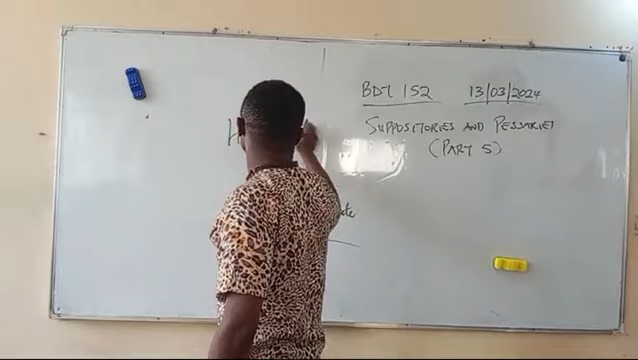 BDT 152 13/03/2024
SUPPOSITORIES AND PESSARIES
(PART 5)